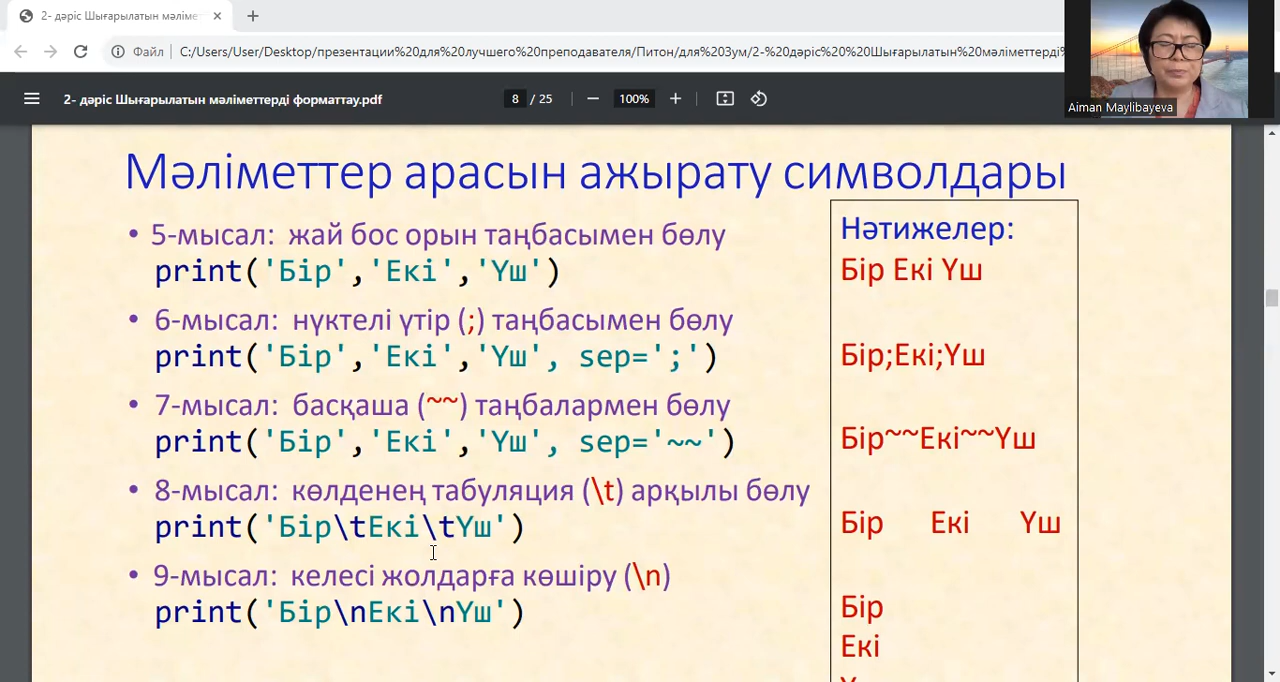 2- дәріс Шығарылатын мәліме
Файл
C:/Users/User/Desktop/презентации%20для%20лучшего%20преподавателя/Питон/для%20Зум/2-%20дәріс%20%20Шығарылатын%20мәліметтерді%
Aiman Maylibayeva
2- дәріс Шығарылатын мәліметтерді форматтау.pdf
8 / 25
100%
Мәліметтер арасын ажырату символдары
• 5-мысал: жай бос орын таңбасымен бөлу
print('Бір','Екі','Үш')
• 6-мысал: нүктелі үтір (;) таңбасымен бөлу
print('Бір','Екі','Үш', sep=';')
• 7-мысал: басқаша (~~) таңбалармен бөлу
print('Бір','Екі','Үш', sep='~~')
• 8-мысал: көлденең табуляция (\t) арқылы бөлу
print('Бір\tЕкі\tҮш')
• 9-мысал: келесі жолдарға көшіру (\n)
print('Бір\nЕкі\nҮш')
Нәтижелер:
Бір Екі Үш
Бір;Екі;Үш
Бір~~Екі~~Үш
Бір Екі Үш
Бір
Екі